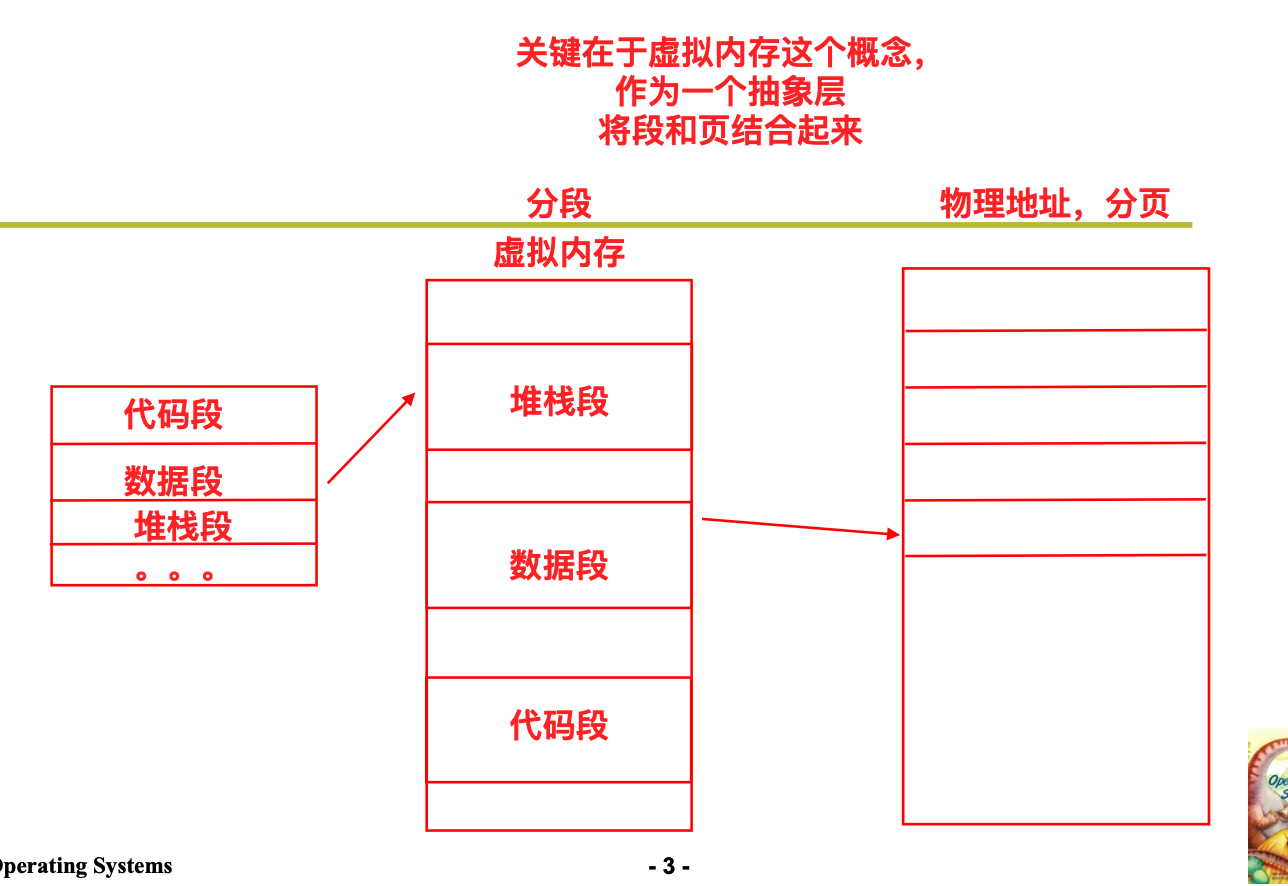 关键在于虚拟内存这个概念，
作为一个抽象层
将段和页结合起来
分段
物理地址，分页
虚拟内存
代码段
数据段
堆栈段
。。。
堆栈段
数据段
代码段
perating Systems
- 3 -